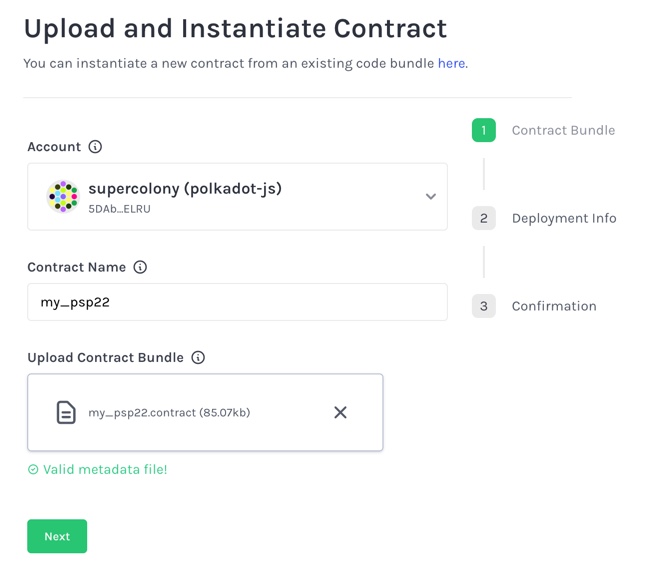 Upload and Instantiate Contract
You can instantiate a new contract from an existing code bundle here.
Account
supercolony (polkadot-js)
5DAb...ELRU
Contract Name
my_psp22
Upload Contract Bundle
my_psp22.contract (85.07kb)
Valid metadata file!
Next
1 Contract Bundle
2 Deployment Info
3 Confirmation